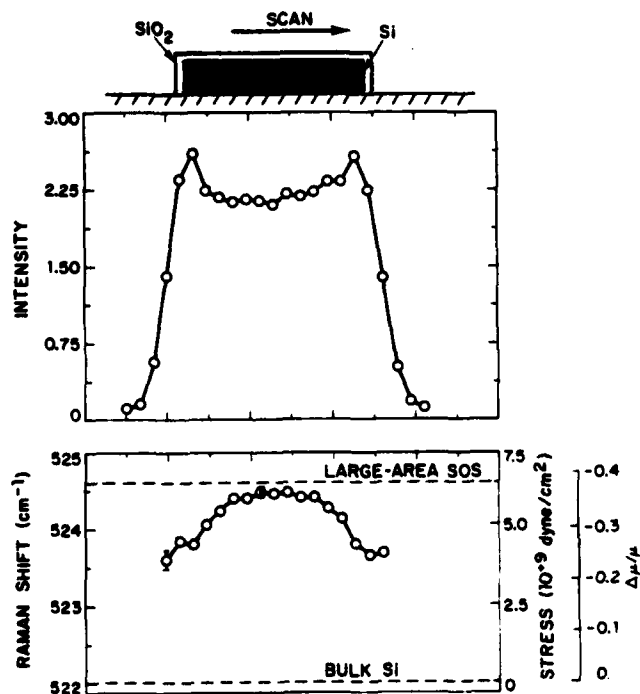 SCAN
SiO2
Si
3.00
2.25
1.50
0.75
0
INTENSITY
525
524
523
522
RAMAN SHIFT (cm-1)
LARGE-AREA SOS
BULK Si
7.5
5.0
2.5
0
STRESS (10+9 dyne/cm2)
-0.4
-0.3
-0.2
-0.1
0.
Δμ/μ